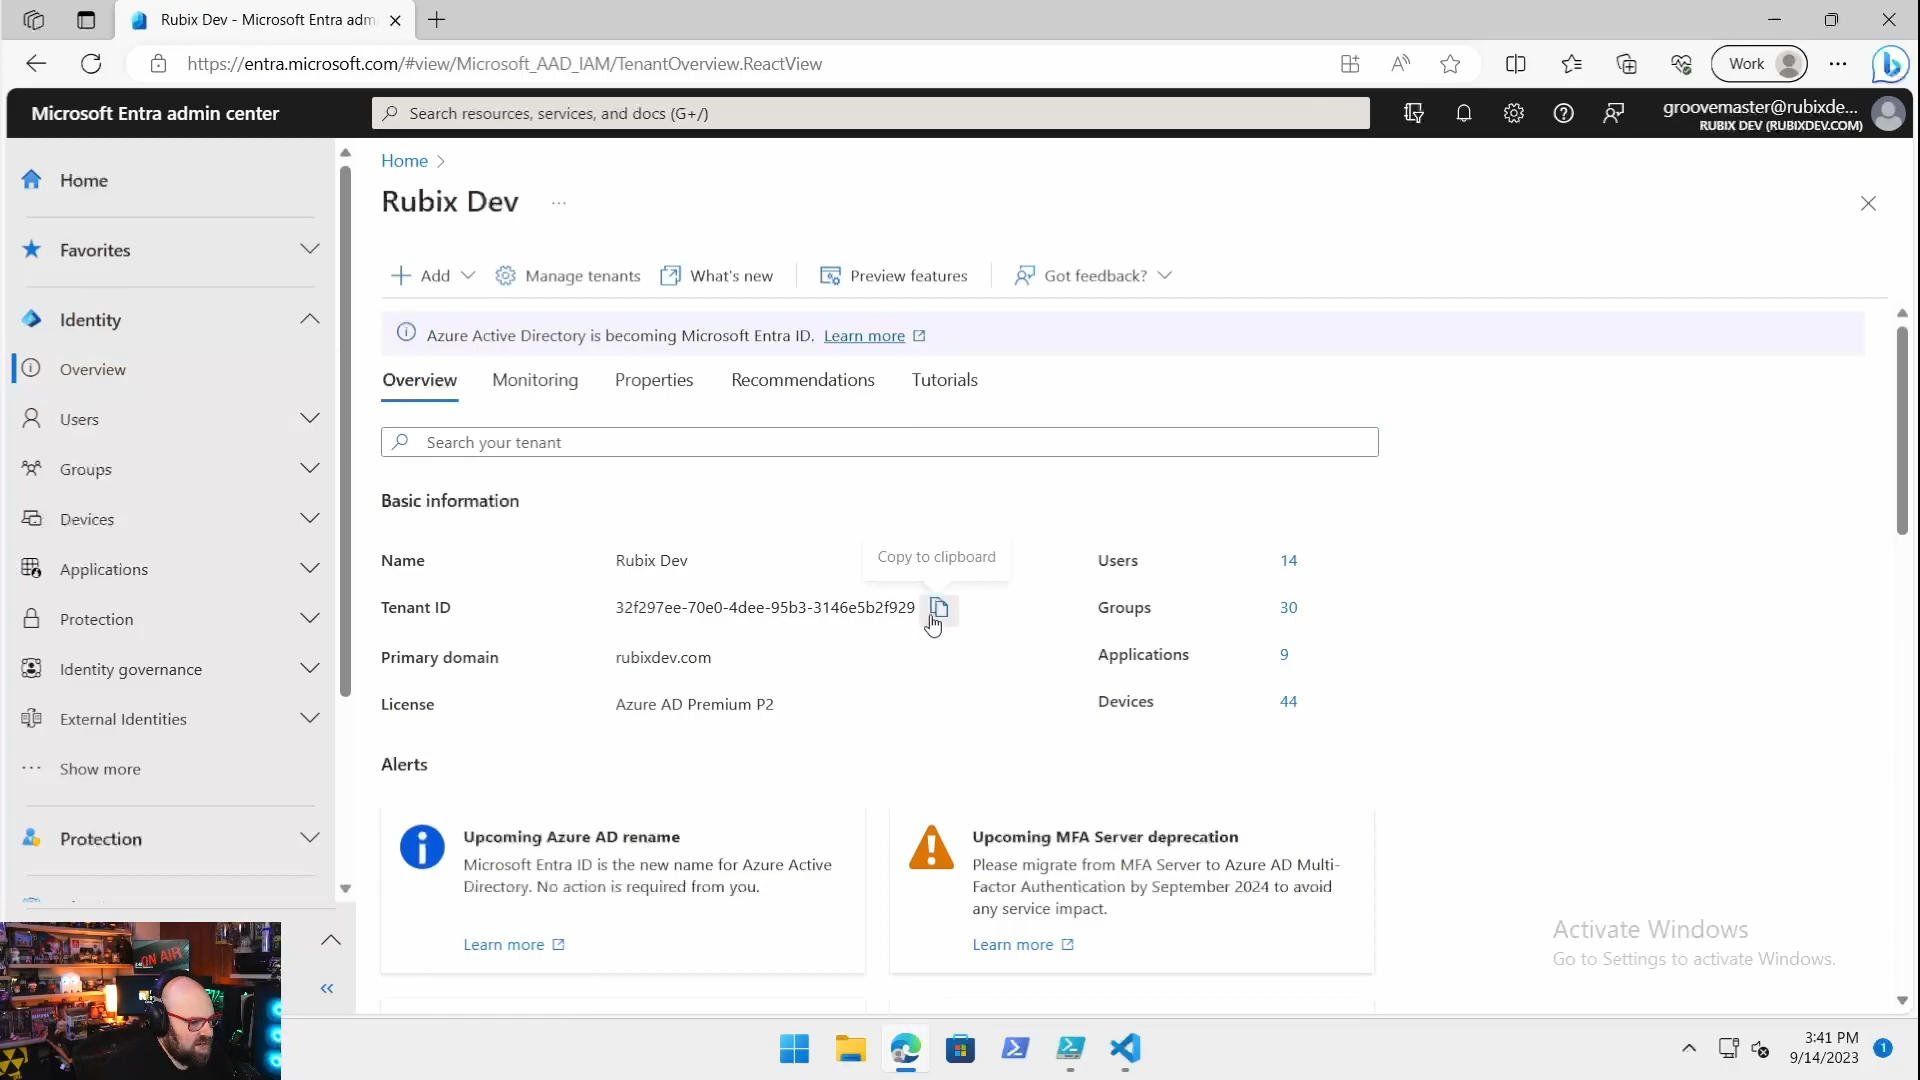 Rubix Dev - Microsoft Entra adm
https://entra.microsoft.com/#view/Microsoft_AAD_IAM/TenantOverview.ReactView
Work
Microsoft Entra admin center
Search resources, services, and docs (G+/)
groovemaster@rubixde...
RUBIX DEV (RUBIXDEV.COM)
Home
Favorites
Identity
Overview
Users
Groups
Devices
Applications
Protection
Identity governance
External Identities
Show more
Protection
Home
Rubix Dev
Add
Manage tenants
What's new
Preview features
Got feedback?
Azure Active Directory is becoming Microsoft Entra ID. Learn more
Overview Monitoring Properties Recommendations Tutorials
Search your tenant
Basic information
Copy to clipboard
Name Rubix Dev Users 14
Tenant ID 32f297ee-70e0-4dee-95b3-3146e5b2f929 Groups 30
Primary domain rubixdev.com Applications 9
License Azure AD Premium P2 Devices 44
Alerts
Upcoming Azure AD rename
Microsoft Entra ID is the new name for Azure Active
Directory. No action is required from you.
Learn more
Upcoming MFA Server deprecation
Please migrate from MFA Server to Azure AD Multi-
Factor Authentication by September 2024 to avoid
any service impact.
Learn more
Activate Windows
Go to Settings to activate Windows.
ON AIR
3:41 PM
9/14/2023
1